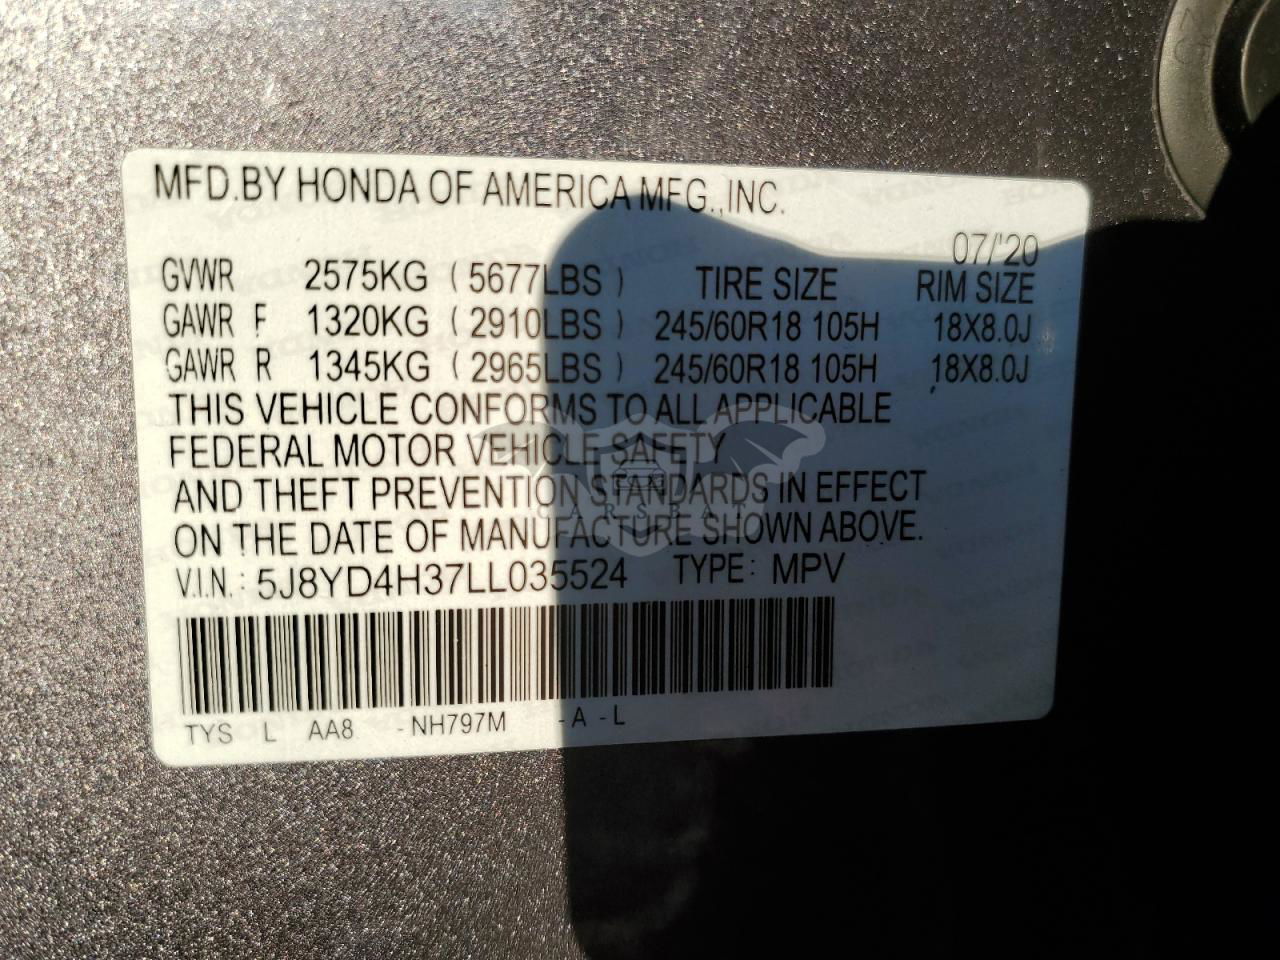 MFD.BY HONDA OF AMERICA MFG.,INC.
07/'20
GVWR 2575KG ( 5677LBS ) TIRE SIZE RIM SIZE
GAWR F 1320KG ( 2910LBS ) 245/60R18 105H 18X8.0J
GAWR R 1345KG ( 2965LBS ) 245/60R18 105H 18X8.0J
THIS VEHICLE CONFORMS TO ALL APPLICABLE
FEDERAL MOTOR VEHICLE SAFETY
AND THEFT PREVENTION STANDARDS IN EFFECT
CARSBAT
ON THE DATE OF MANUFACTURE SHOWN ABOVE.
V.I.N.: 5J8YD4H37LL035524 TYPE: MPV
TYS L AA8 -NH797M -A -L